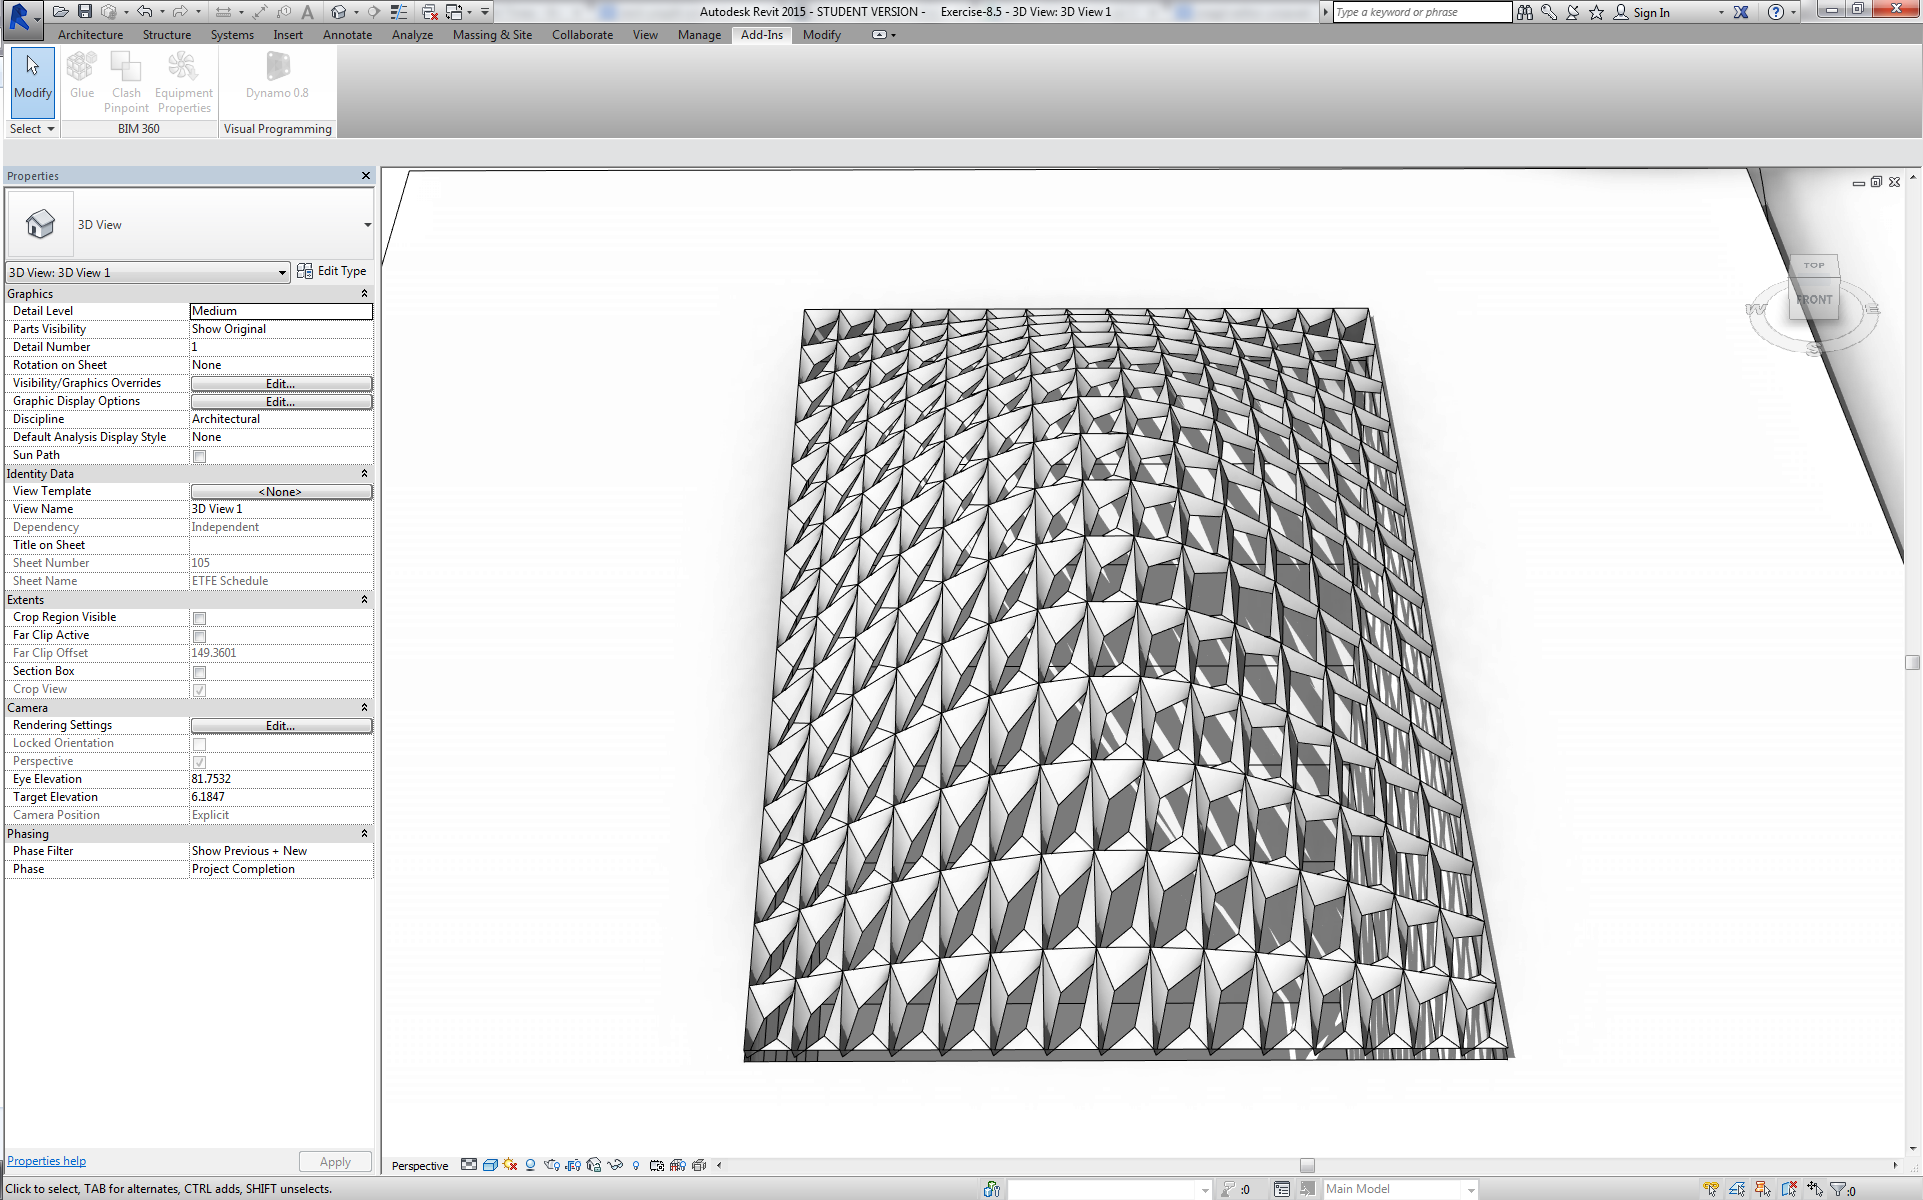 Autodesk Revit 2015 - STUDENT VERSION - Exercise-8.5 - 3D View: 3D View 1
Type a keyword or phrase
Sign In
Architecture Structure Systems Insert Annotate Analyze Massing & Site Collaborate View Manage Add-Ins Modify
Modify Glue Clash Pinpoint Equipment Properties Dynamo 0.8
Select BIM 360 Visual Programming
Properties
3D View
3D View: 3D View 1 Edit Type
Graphics
Detail Level Medium
Parts Visibility Show Original
Detail Number 1
Rotation on Sheet None
Visibility/Graphics Overrides Edit...
Graphic Display Options Edit...
Discipline Architectural
Default Analysis Display Style None
Sun Path
Identity Data
View Template <None>
View Name 3D View 1
Dependency Independent
Title on Sheet
Sheet Number 105
Sheet Name ETFE Schedule
Extents
Crop Region Visible
Far Clip Active
Far Clip Offset 149.3601
Section Box
Crop View
Camera
Rendering Settings Edit...
Locked Orientation
Perspective
Eye Elevation 81.7532
Target Elevation 6.1847
Camera Position Explicit
Phasing
Phase Filter Show Previous + New
Phase Project Completion
TOP
FRONT
W E
S
Properties help Apply
Perspective
Click to select, TAB for alternates, CTRL adds, SHIFT unselects.
:0
Main Model
:0